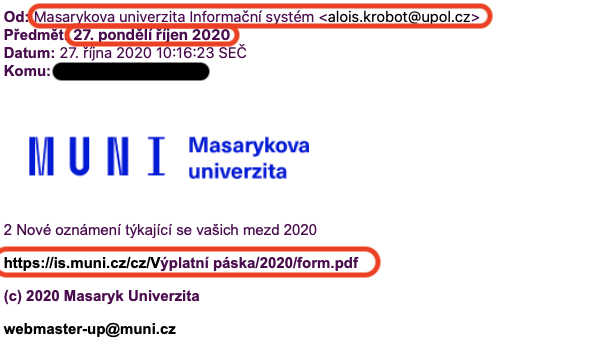 Od: Masarykova univerzita Informační systém <alois.krobot@upol.cz>
Předmět: 27. pondělí říjen 2020
Datum: 27. října 2020 10:16:23 SEČ
Komu:
MUNI Masarykova
univerzita
2 Nové oznámení týkající se vašich mezd 2020
https://is.muni.cz/cz/Výplatní páska/2020/form.pdf
(c) 2020 Masaryk Univerzita
webmaster-up@muni.cz